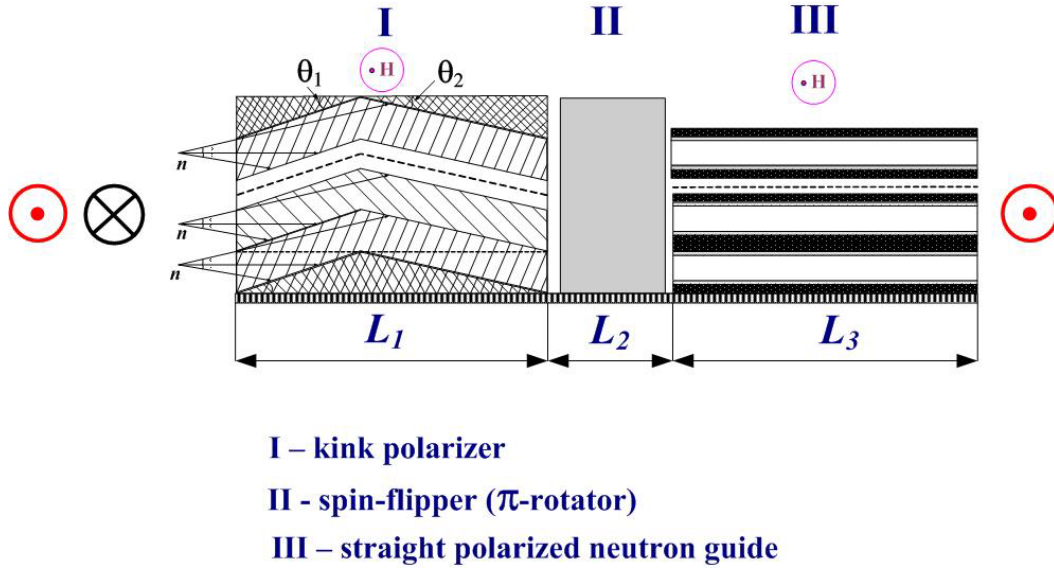 I II III
H
H
θ1 θ2
n
n
n
L1 L2 L3
I – kink polarizer
II - spin-flipper (π-rotator)
III – straight polarized neutron guide